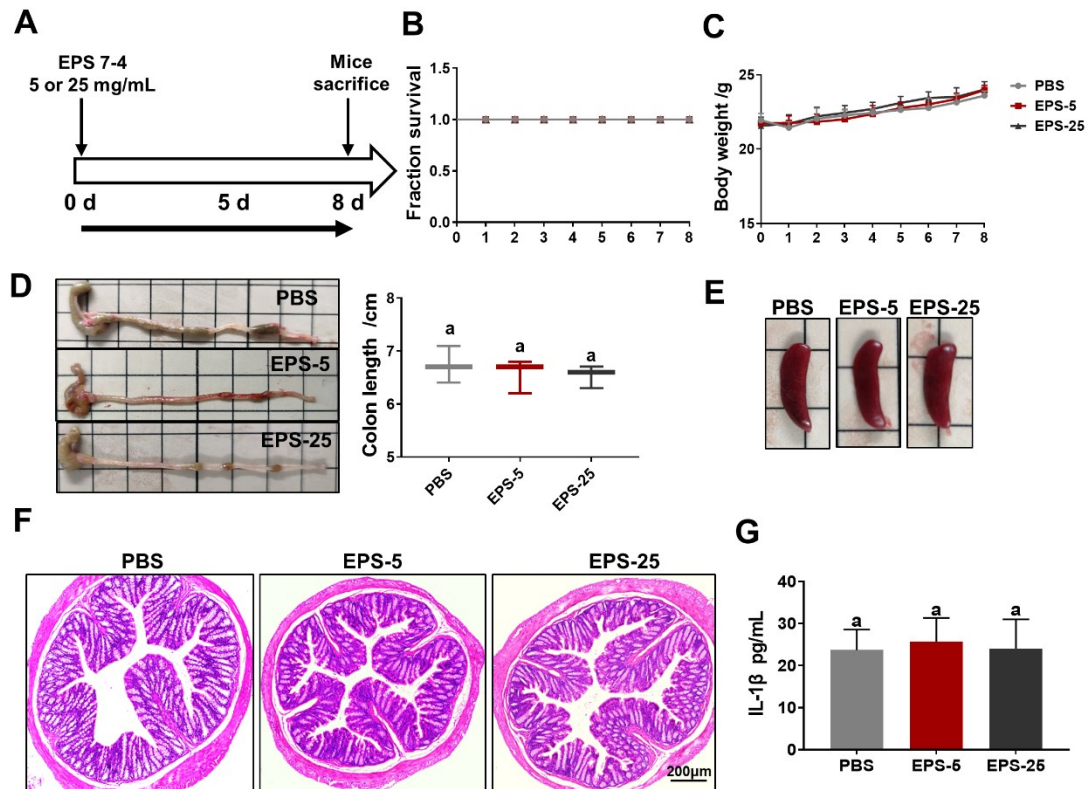 A
EPS 7-4
5 or 25 mg/mL
Mice
sacrifice
0 d
5 d
8 d
B
Fraction survival
1.5
1.0
0.5
0.0
0 1 2 3 4 5 6 7 8
C
Body weight /g
25
20
15
0 1 2 3 4 5 6 7 8
PBS
EPS-5
EPS-25
D
PBS
EPS-5
EPS-25
Colon length /cm
8
7
6
5
a
a
a
PBS
EPS-5
EPS-25
E
PBS EPS-5 EPS-25
F
PBS
EPS-5
EPS-25
200μm
G
IL-1β pg/mL
40
30
20
10
0
a
a
a
PBS
EPS-5
EPS-25